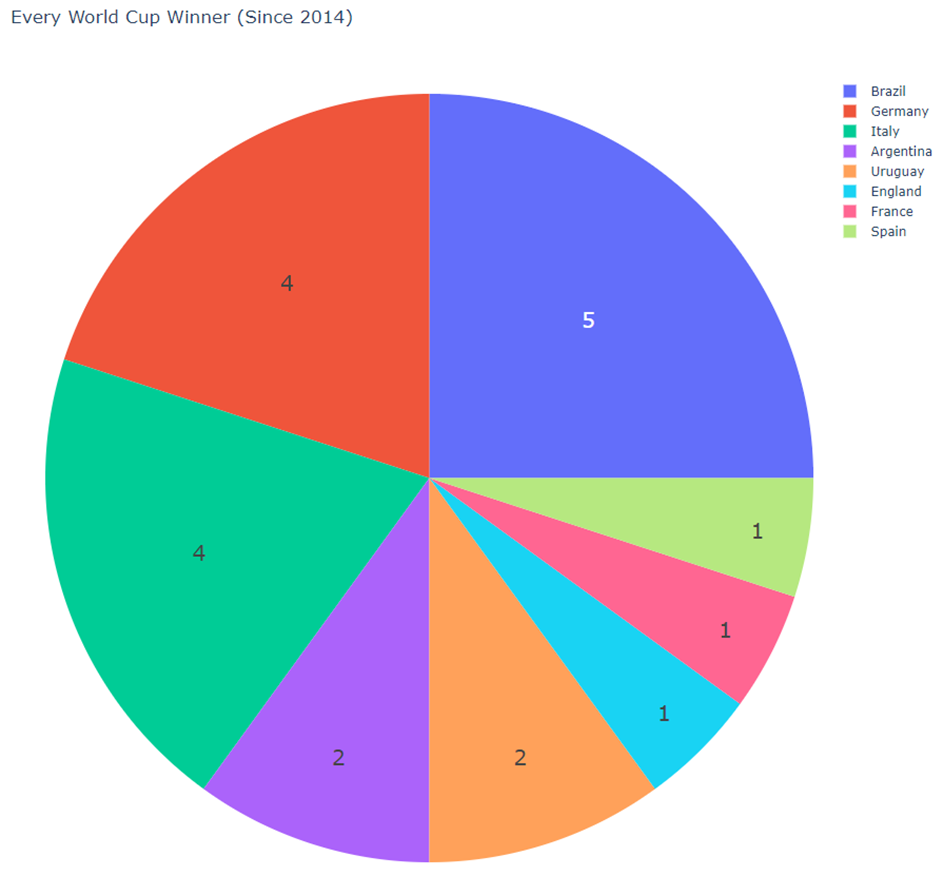 Every World Cup Winner (Since 2014)
Brazil
Germany
Italy
Argentina
Uruguay
England
France
Spain
4
5
4
1
1
1
2
2